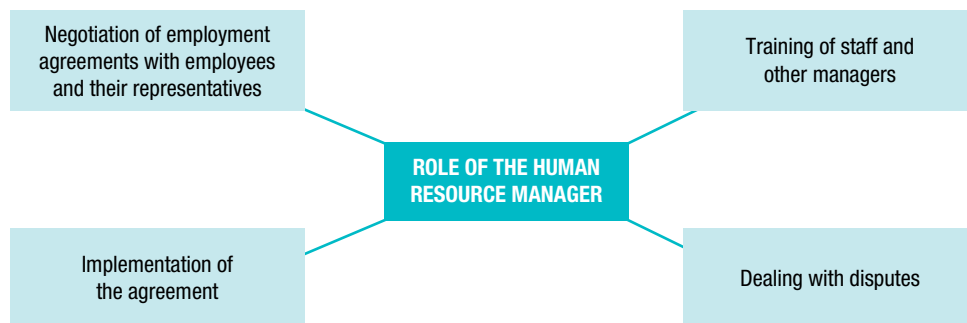 Negotiation of employment
agreements with employees
and their representatives
Training of staff and
other managers
ROLE OF THE HUMAN
RESOURCE MANAGER
Implementation of
the agreement
Dealing with disputes